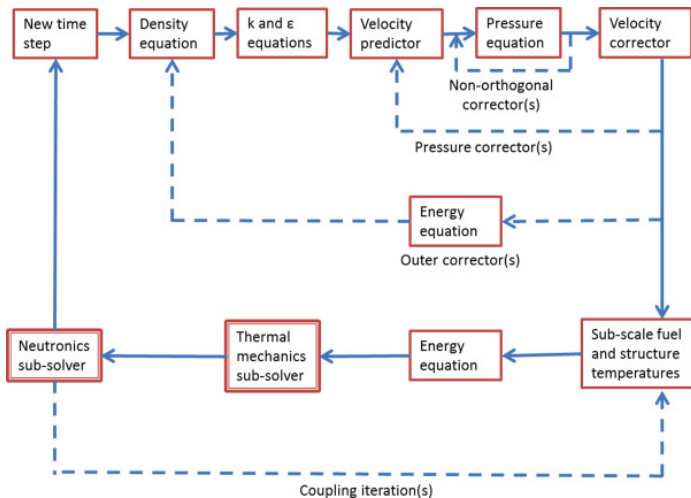 New time
step
Density
equation
k and ε
equations
Velocity
predictor
Pressure
equation
Velocity
corrector
Non-orthogonal
corrector(s)
Pressure corrector(s)
Energy
equation
Outer corrector(s)
Neutronics
sub-solver
Thermal
mechanics
sub-solver
Energy
equation
Sub-scale fuel
and structure
temperatures
Coupling iteration(s)